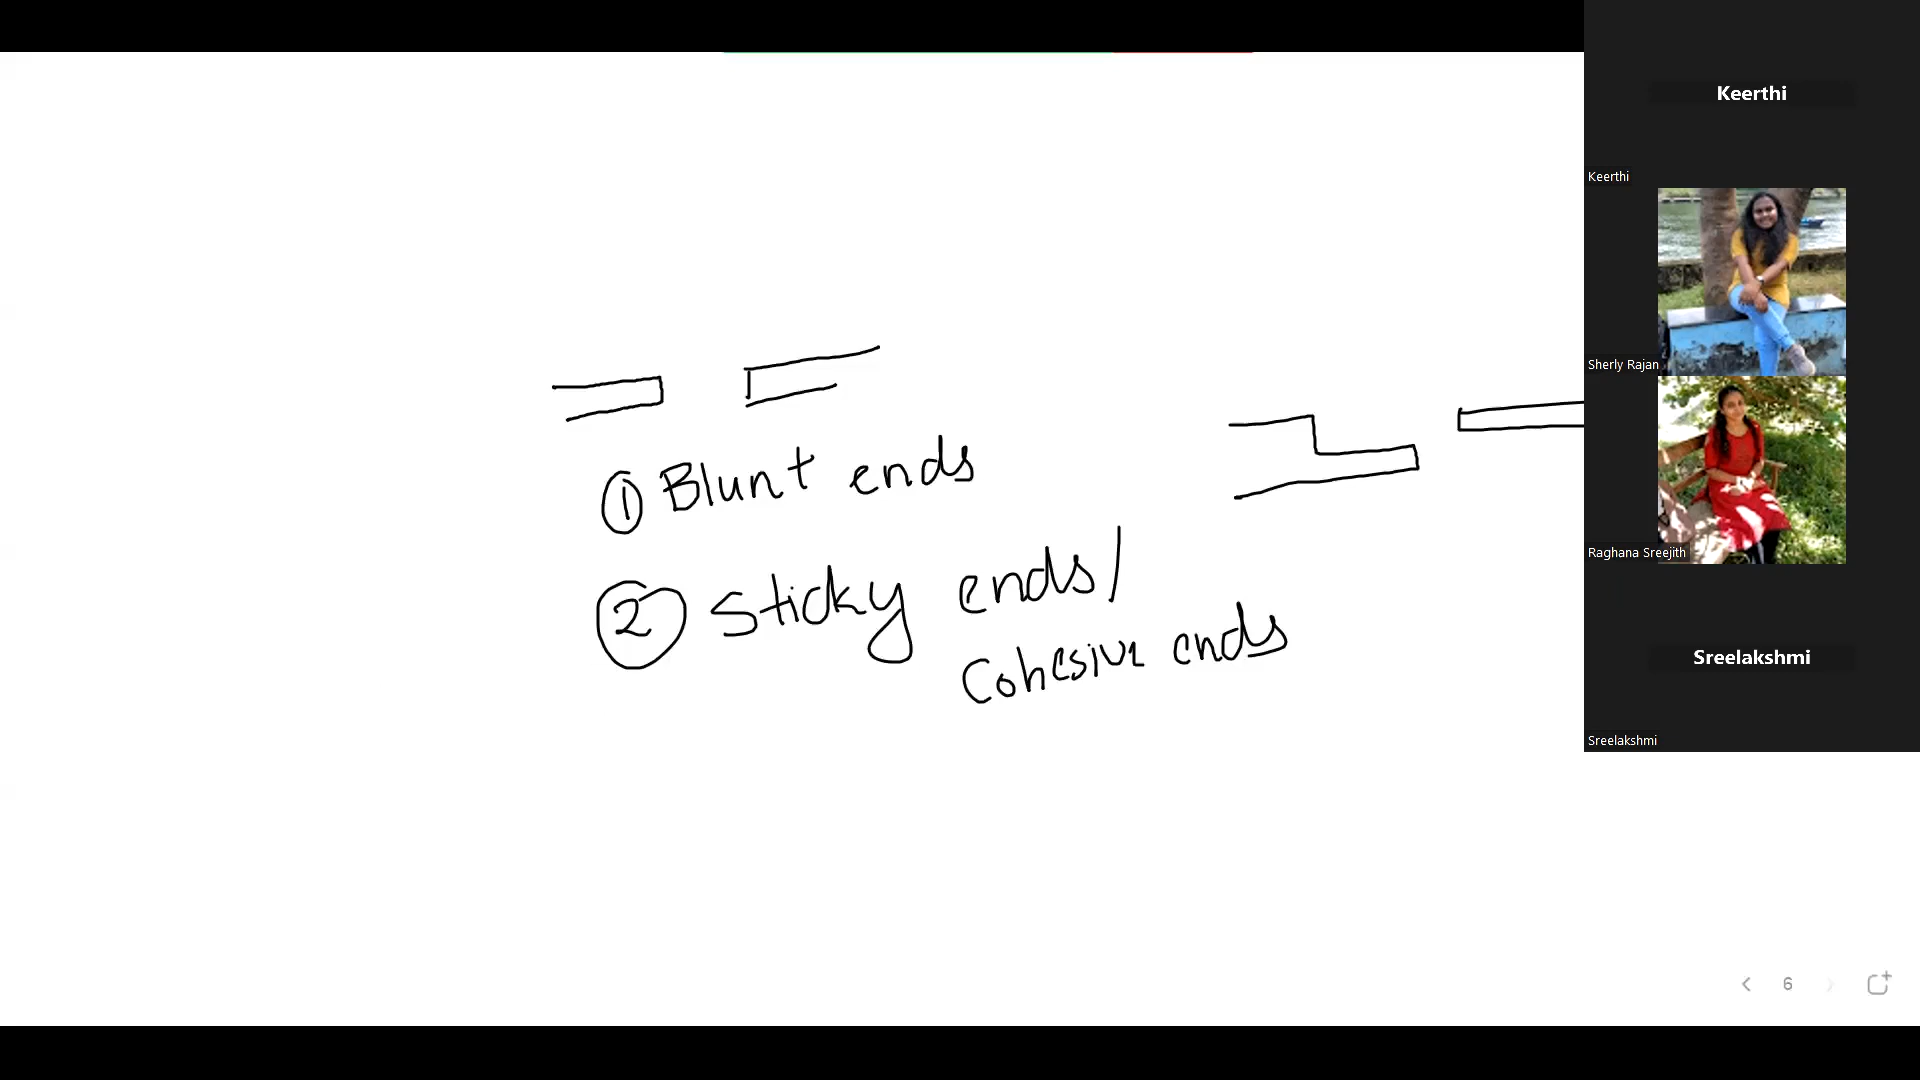 ① Blunt ends
② Sticky ends/
Cohesive ends
Keerthi
Keerthi
Sherly Rajan
Raghana Sreejith
Sreelakshmi
Sreelakshmi
6